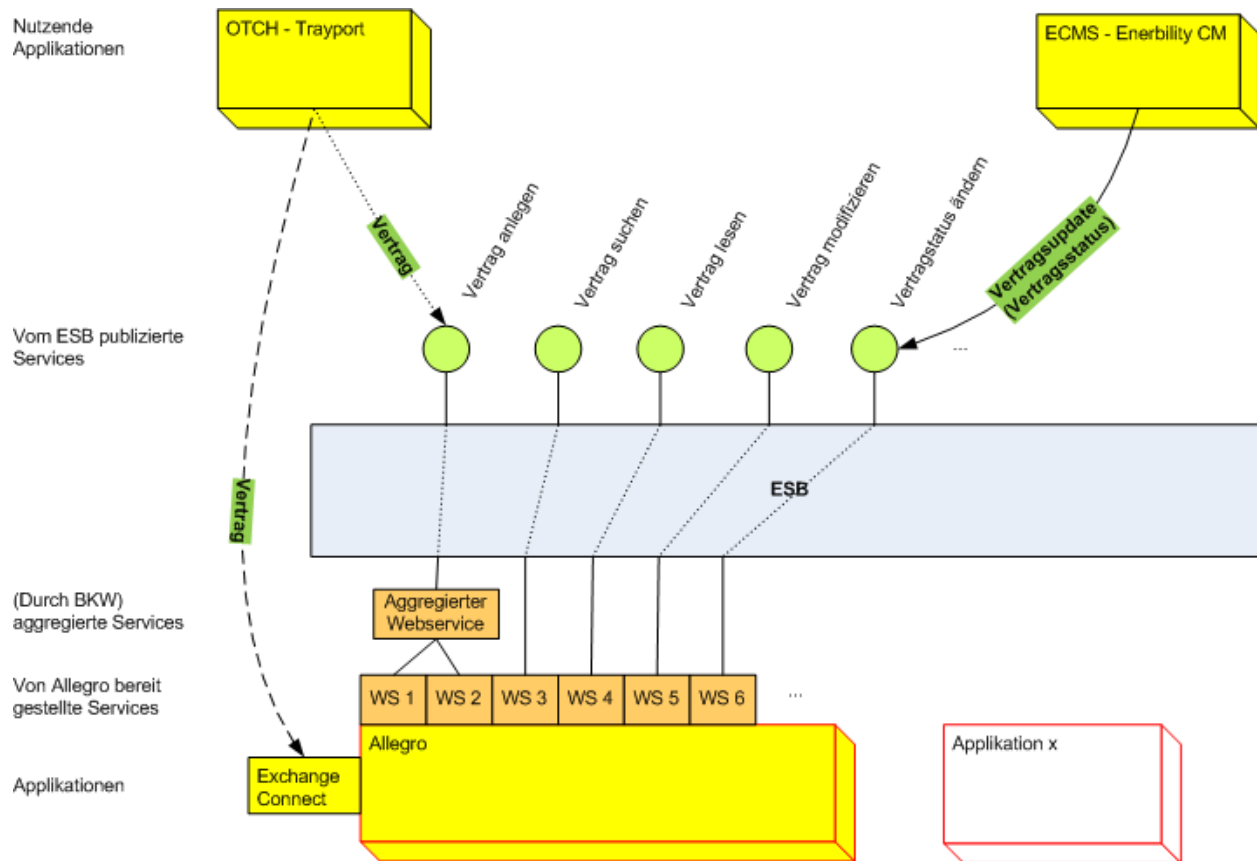 Nutzende
Applikationen
OTCH - Trayport
ECMS - Enerbility CM
Vertrag
Vertrag anlegen
Vertrag suchen
Vertrag lesen
Vertrag modifizieren
Vertragstatus ändern
Vertragsupdate
(Vertragsstatus)
Vom ESB publizierte
Services
...
ESB
Vertrag
(Durch BKW)
aggregierte Services
Aggregierter
Webservice
Von Allegro bereit
gestellte Services
WS 1
WS 2
WS 3
WS 4
WS 5
WS 6
...
Allegro
Applikation x
Applikationen
Exchange
Connect